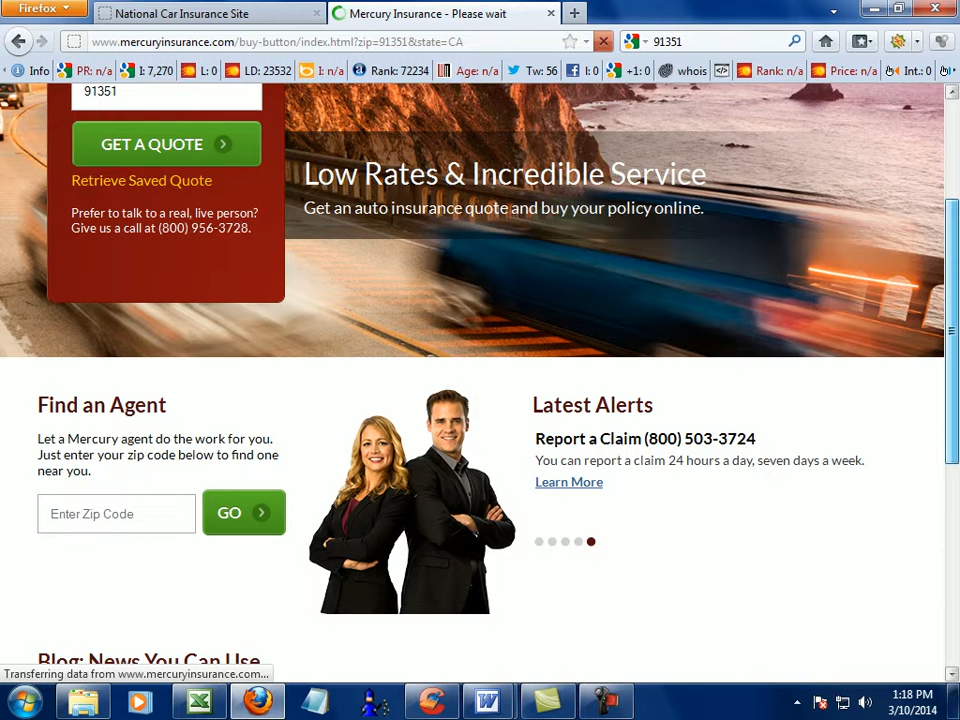 Firefox
National Car Insurance Site
Mercury Insurance - Please wait
www.mercuryinsurance.com/buy-button/index.html?zip=91351&state=CA
91351
Info
PR: n/a
I: 7,270
L: 0
LD: 23532
I: n/a
Rank: 72234
Age: n/a
Tw: 56
l: 0
+1: 0
whois
Rank: n/a
Price: n/a
Int.: 0
91351
GET A QUOTE
Retrieve Saved Quote
Prefer to talk to a real, live person?
Give us a call at (800) 956-3728.
Low Rates & Incredible Service
Get an auto insurance quote and buy your policy online.
Find an Agent
Let a Mercury agent do the work for you.
Just enter your zip code below to find one
near you.
Enter Zip Code
GO
Latest Alerts
Report a Claim (800) 503-3724
You can report a claim 24 hours a day, seven days a week.
Learn More
Blog: News You Can Use
Transferring data from www.mercuryinsurance.com...
1:18 PM
3/10/2014